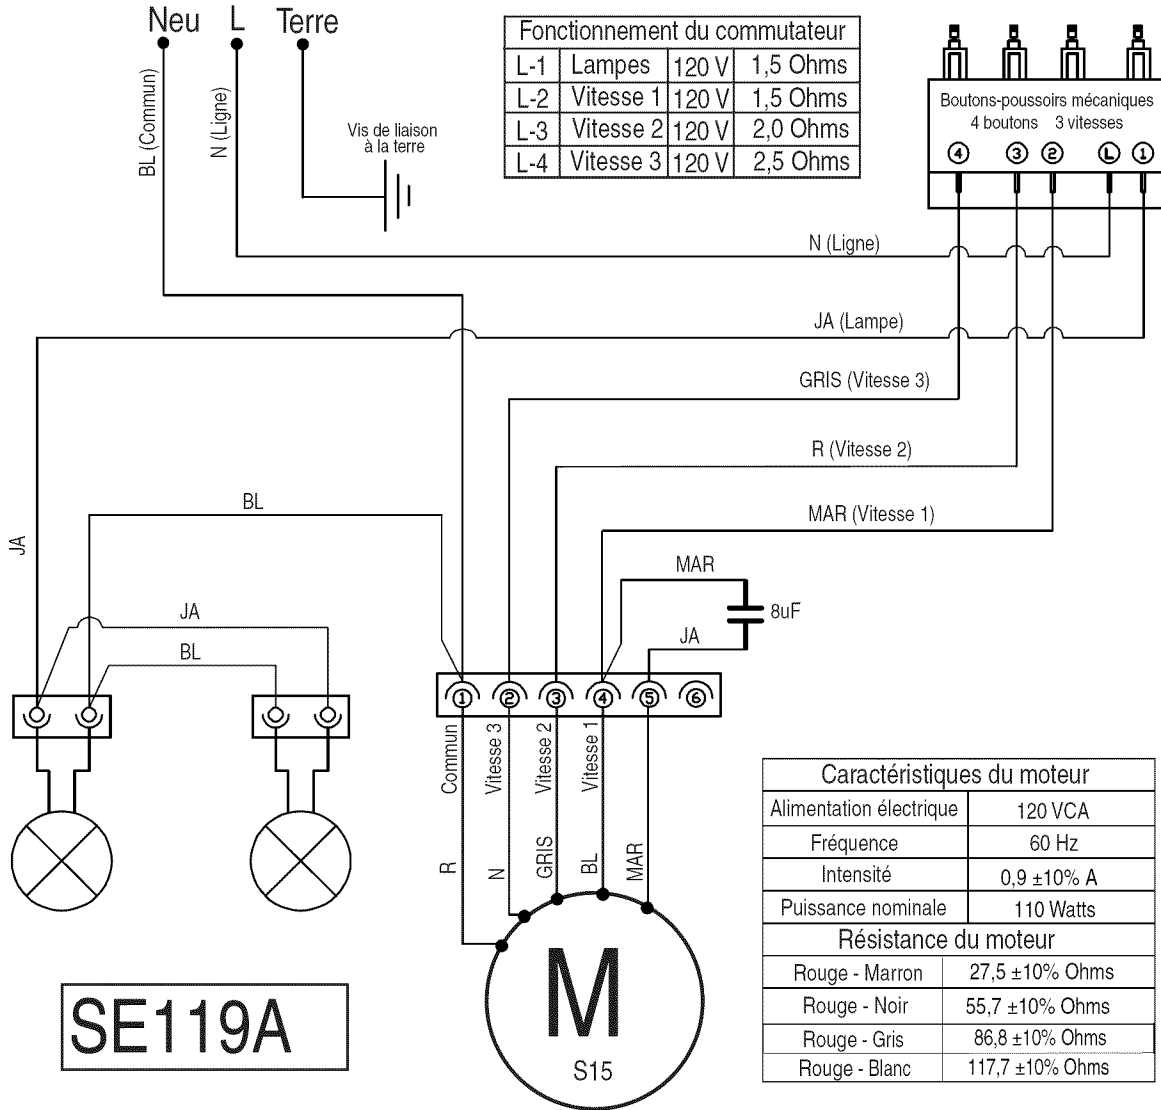 Neu L Terre
BL (Commun)
N (Ligne)
Vis de liaison
à la terre
Fonctionnement du commutateur
L-1 Lampes 120 V 1,5 Ohms
L-2 Vitesse 1 120 V 1,5 Ohms
L-3 Vitesse 2 120 V 2,0 Ohms
L-4 Vitesse 3 120 V 2,5 Ohms
Boutons-poussoirs mécaniques
4 boutons 3 vitesses
4 3 2 L 1
N (Ligne)
JA (Lampe)
GRIS (Vitesse 3)
R (Vitesse 2)
MAR (Vitesse 1)
BL
JA
MAR
8uF
JA
JA
BL
1 2 3 4 5 6
Commun
Vitesse 3
Vitesse 2
Vitesse 1
R
N
GRIS
BL
MAR
M
S15
SE119A
Caractéristiques du moteur
Alimentation électrique 120 VCA
Fréquence 60 Hz
Intensité 0,9 ±10% A
Puissance nominale 110 Watts
Résistance du moteur
Rouge - Marron 27,5 ±10% Ohms
Rouge - Noir 55,7 ±10% Ohms
Rouge - Gris 86,8 ±10% Ohms
Rouge - Blanc 117,7 ±10% Ohms